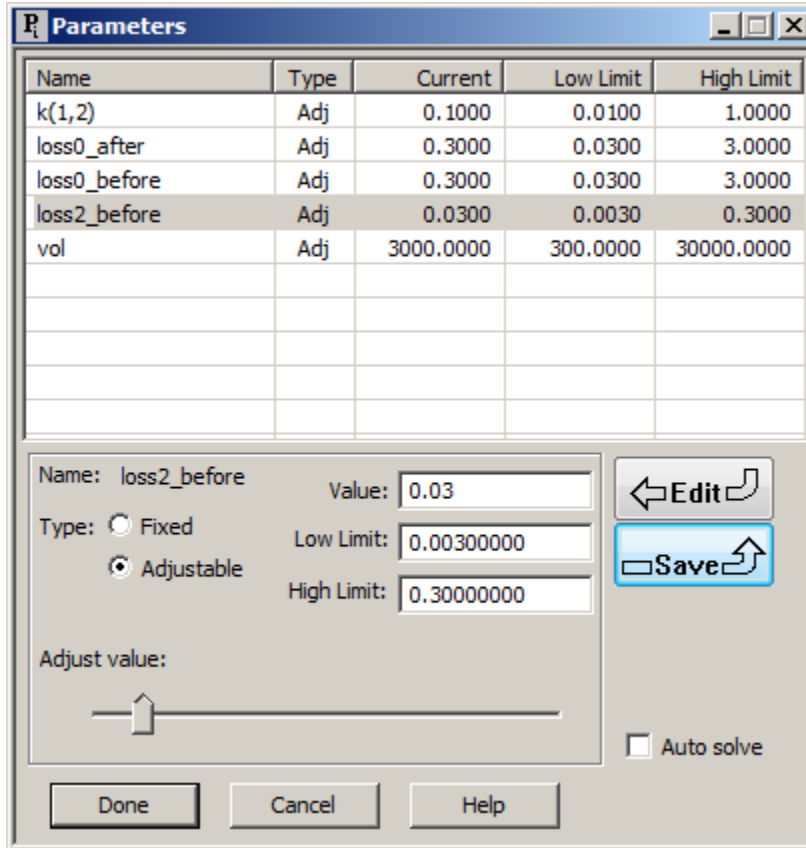 Pi Parameters
Name Type Current Low Limit High Limit
k(1,2) Adj 0.1000 0.0100 1.0000
loss0_after Adj 0.3000 0.0300 3.0000
loss0_before Adj 0.3000 0.0300 3.0000
loss2_before Adj 0.0300 0.0030 0.3000
vol Adj 3000.0000 300.0000 30000.0000
Name: loss2_before Value: 0.03 Edit
Type: Fixed Low Limit: 0.00300000 Save
Adjustable High Limit: 0.30000000
Adjust value:
Auto solve
Done Cancel Help